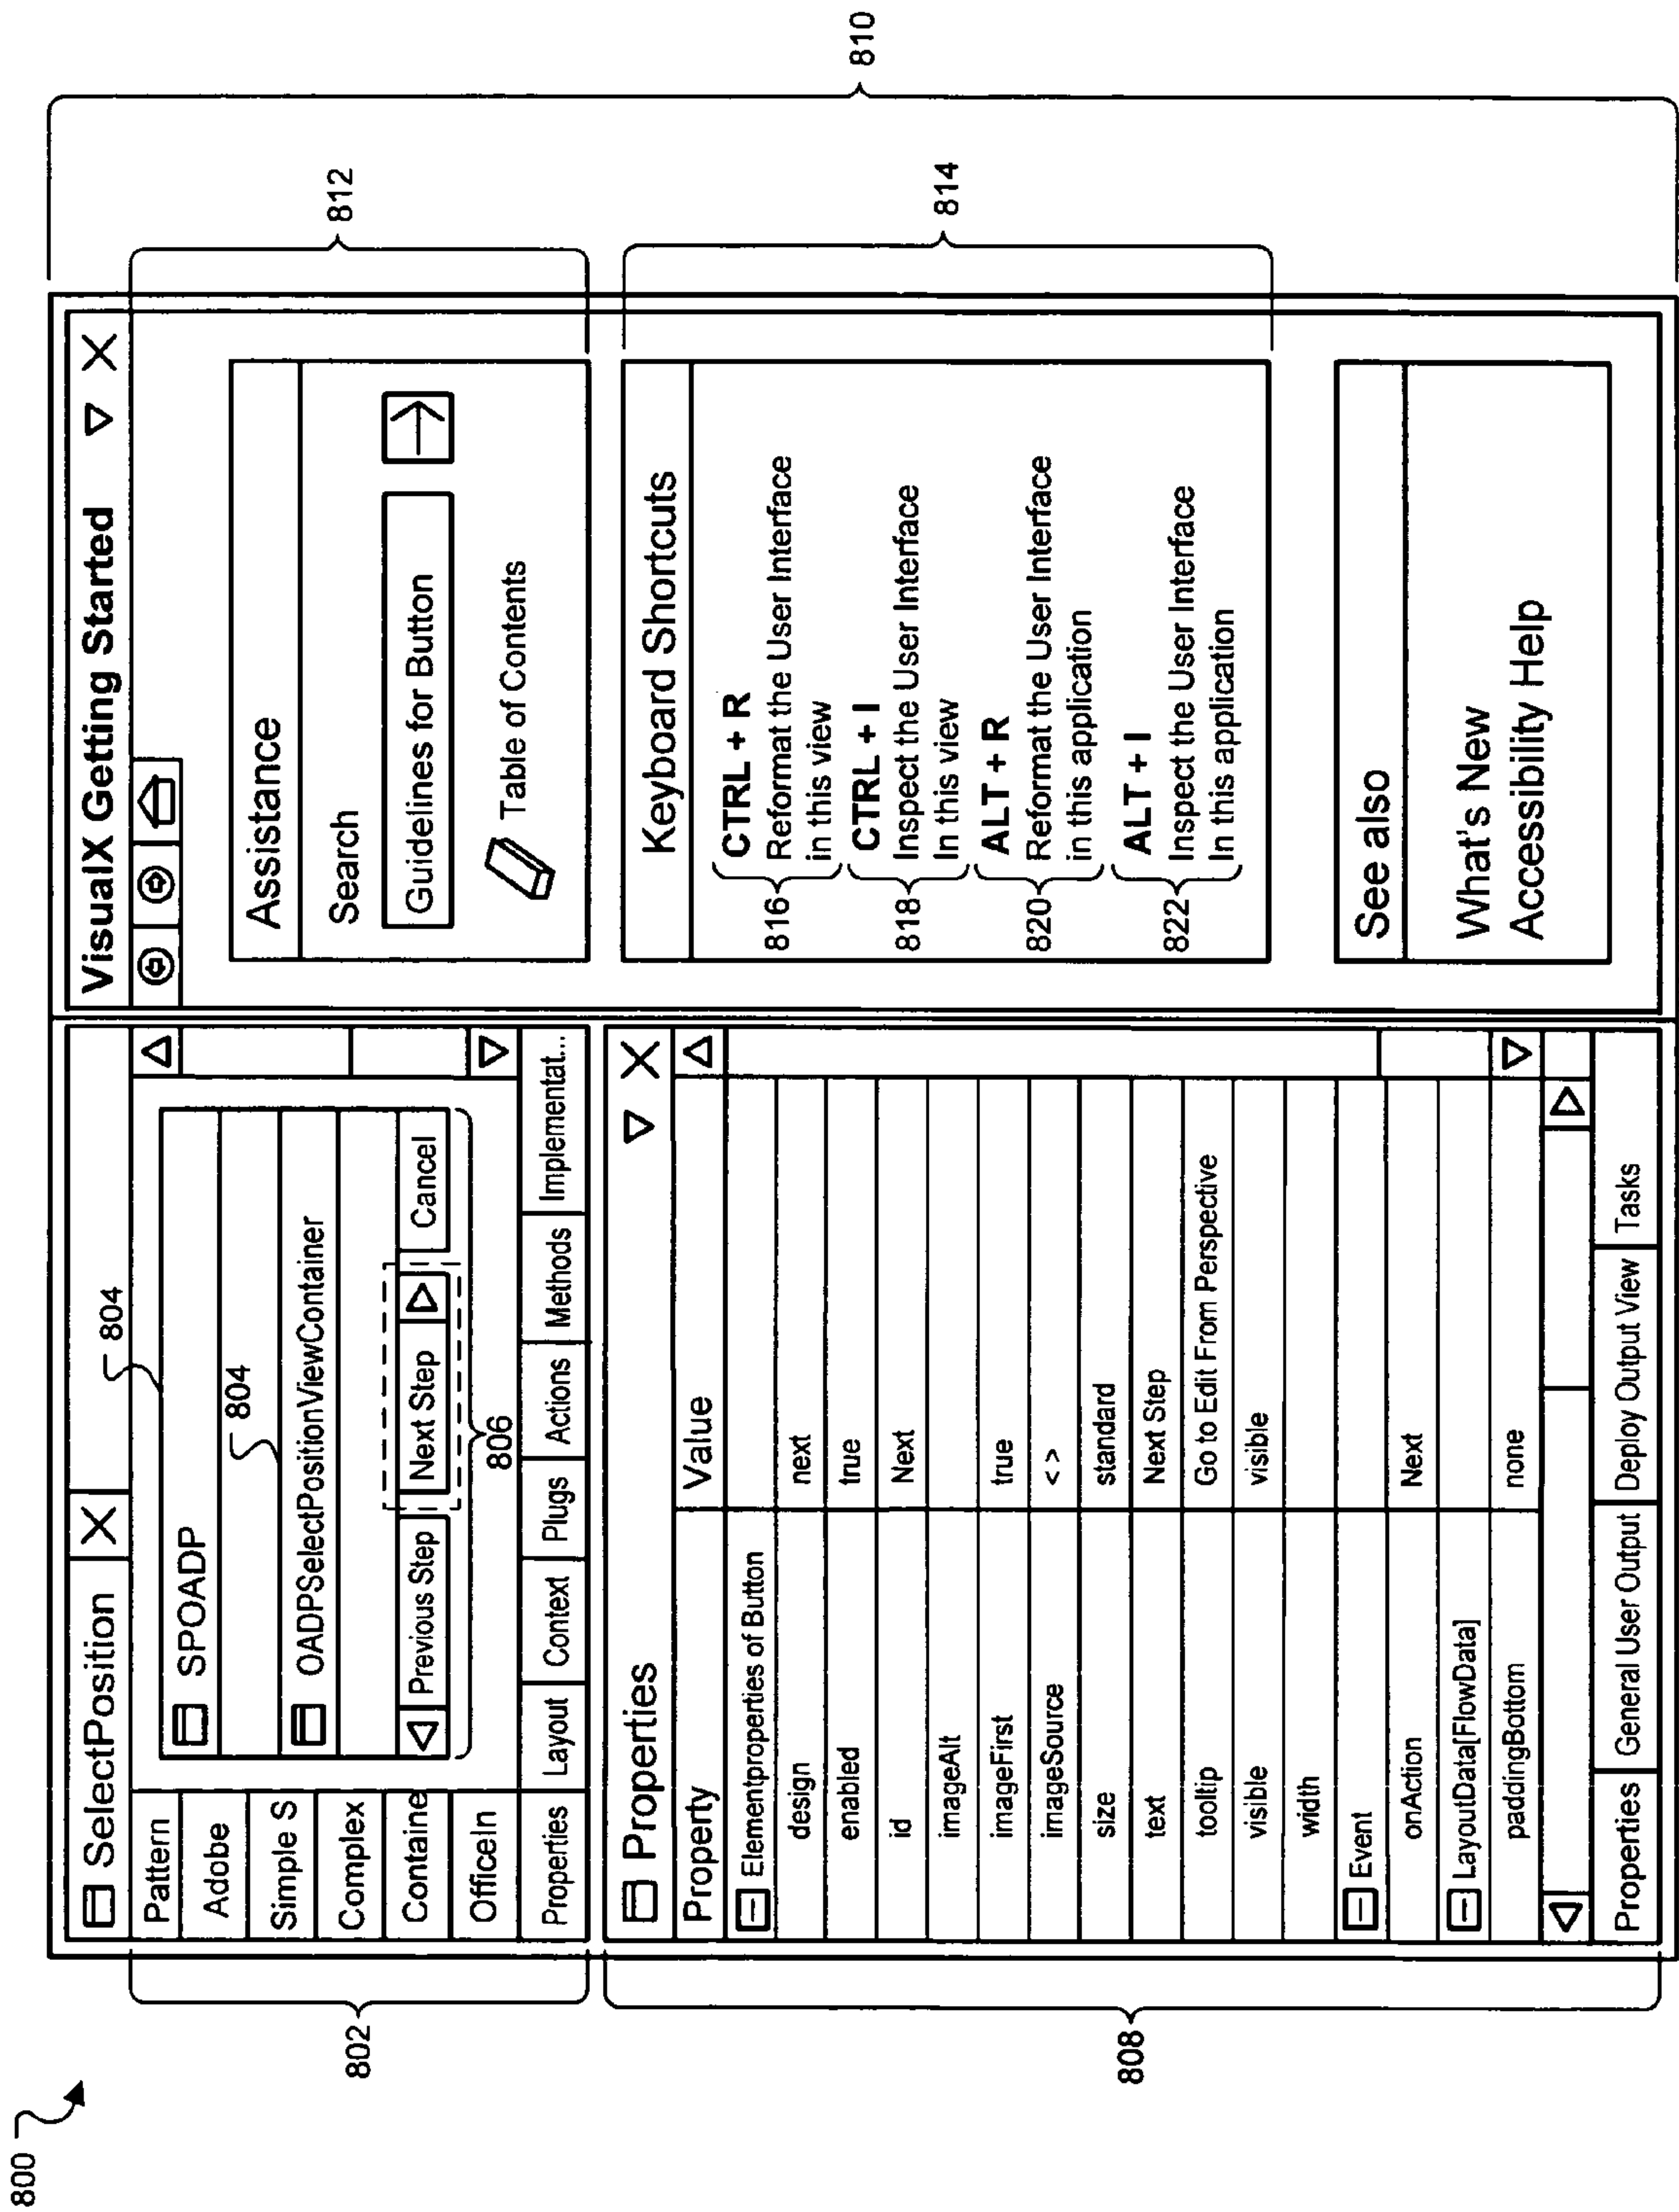 800
SelectPosition
804
Pattern
Adobe
Simple S
Complex
Containe
OfficeIn
SPOADP
804
OADPSelectPositionViewContainer
Previous Step
Next Step
Cancel
806
Properties
Layout
Context
Plugs
Actions
Methods
Implementat...
802
Properties
Property
Value
Elementproperties of Button
design
next
enabled
true
id
Next
imageAlt
imageFirst
true
imageSource
< >
size
standard
text
Next Step
tooltip
Go to Edit From Perspective
visible
visible
width
Event
onAction
Next
LayoutData[FlowData]
paddingBottom
none
Properties
General User Output
Deploy Output View
Tasks
808
VisualX Getting Started
Assistance
Search
Guidelines for Button
Table of Contents
812
Keyboard Shortcuts
816
CTRL + R
Reformat the User Interface
in this view
818
CTRL + I
Inspect the User Interface
In this view
820
ALT + R
Reformat the User Interface
in this application
822
ALT + I
Inspect the User Interface
In this application
814
See also
What's New
Accessibility Help
810